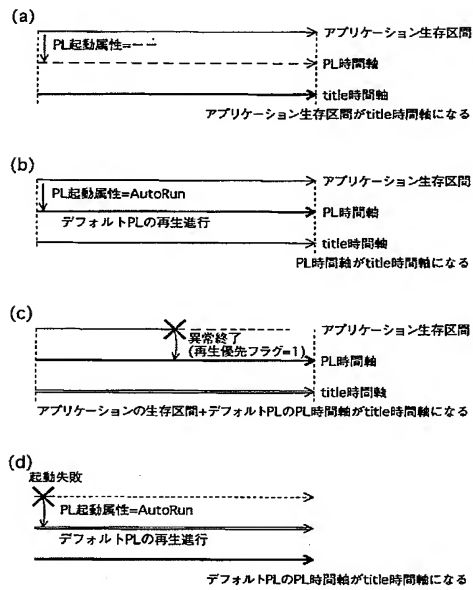 (a)
アプリケーション生存区間
PL起動属性=--
PL時間軸
title時間軸
アプリケーション生存区間がtitle時間軸になる
(b)
アプリケーション生存区間
PL起動属性=AutoRun
PL時間軸
デフォルトPLの再生進行
title時間軸
PL時間軸がtitle時間軸になる
(c)
アプリケーション生存区間
異常終了
(再生優先フラグ=1)
PL時間軸
title時間軸
アプリケーションの生存区間+デフォルトPLのPL時間軸がtitle時間軸になる
(d)
起動失敗
PL起動属性=AutoRun
デフォルトPLの再生進行
デフォルトPLのPL時間軸がtitle時間軸になる